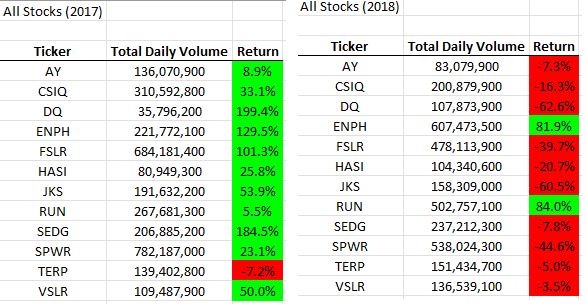 All Stocks (2017)
Ticker Total Daily Volume Return
AY 136,070,900 8.9%
CSIQ 310,592,800 33.1%
DQ 35,796,200 199.4%
ENPH 221,772,100 129.5%
FSLR 684,181,400 101.3%
HASI 80,949,300 25.8%
JKS 191,632,200 53.9%
RUN 267,681,300 5.5%
SEDG 206,885,200 184.5%
SPWR 782,187,000 23.1%
TERP 139,402,800 -7.2%
VSLR 109,487,900 50.0%
All Stocks (2018)
Ticker Total Daily Volume Return
AY 83,079,900 -7.3%
CSIQ 200,879,900 -16.3%
DQ 107,873,900 -62.6%
ENPH 607,473,500 81.9%
FSLR 478,113,900 -39.7%
HASI 104,340,600 -20.7%
JKS 158,309,000 -60.5%
RUN 502,757,100 84.0%
SEDG 237,212,300 -7.8%
SPWR 538,024,300 -44.6%
TERP 151,434,700 -5.0%
VSLR 136,539,100 -3.5%